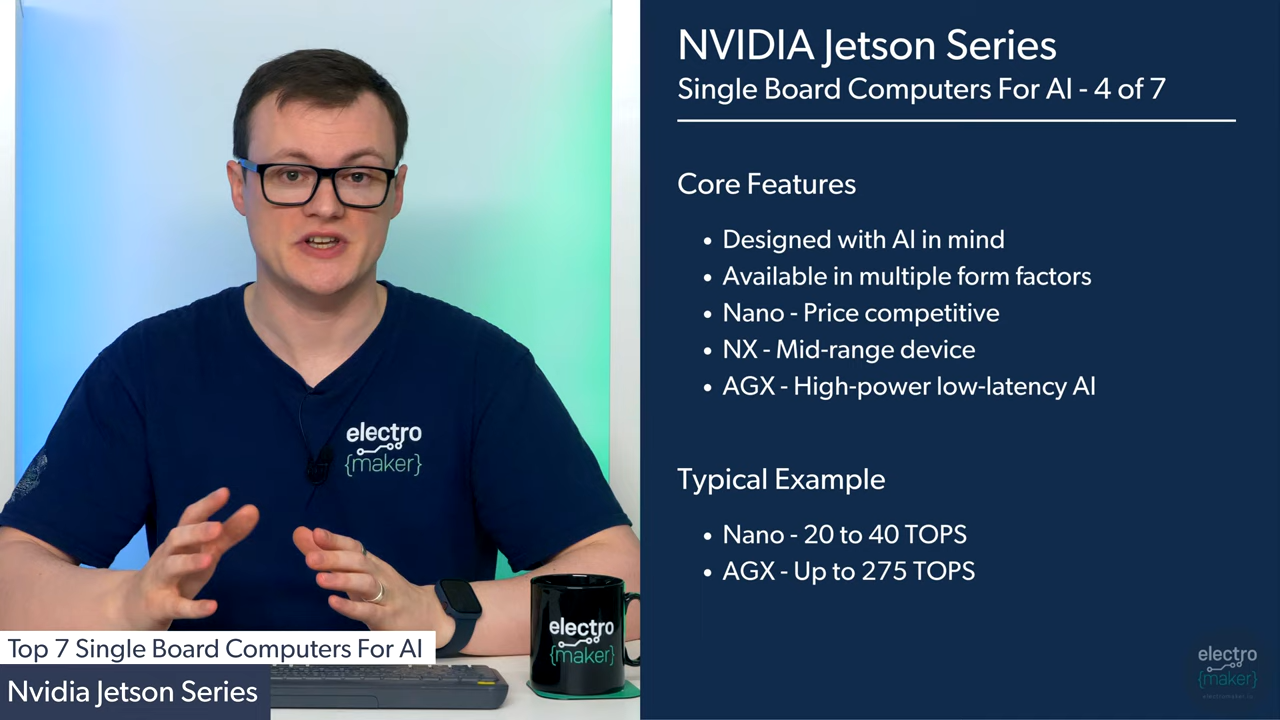 NVIDIA Jetson Series
Single Board Computers For AI - 4 of 7
Core Features
• Designed with AI in mind
• Available in multiple form factors
• Nano - Price competitive
• NX - Mid-range device
• AGX - High-power low-latency AI
Typical Example
• Nano - 20 to 40 TOPS
• AGX - Up to 275 TOPS
electro
{maker}
electro
{maker}
Top 7 Single Board Computers For AI
Nvidia Jetson Series
electro
{maker}